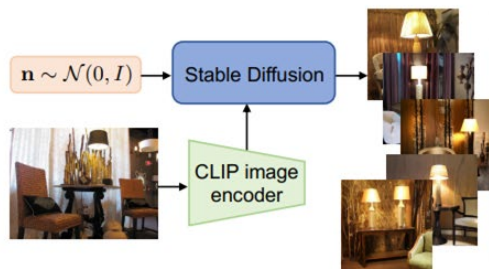 n ∼ N(0, I)
Stable Diffusion
CLIP image
encoder